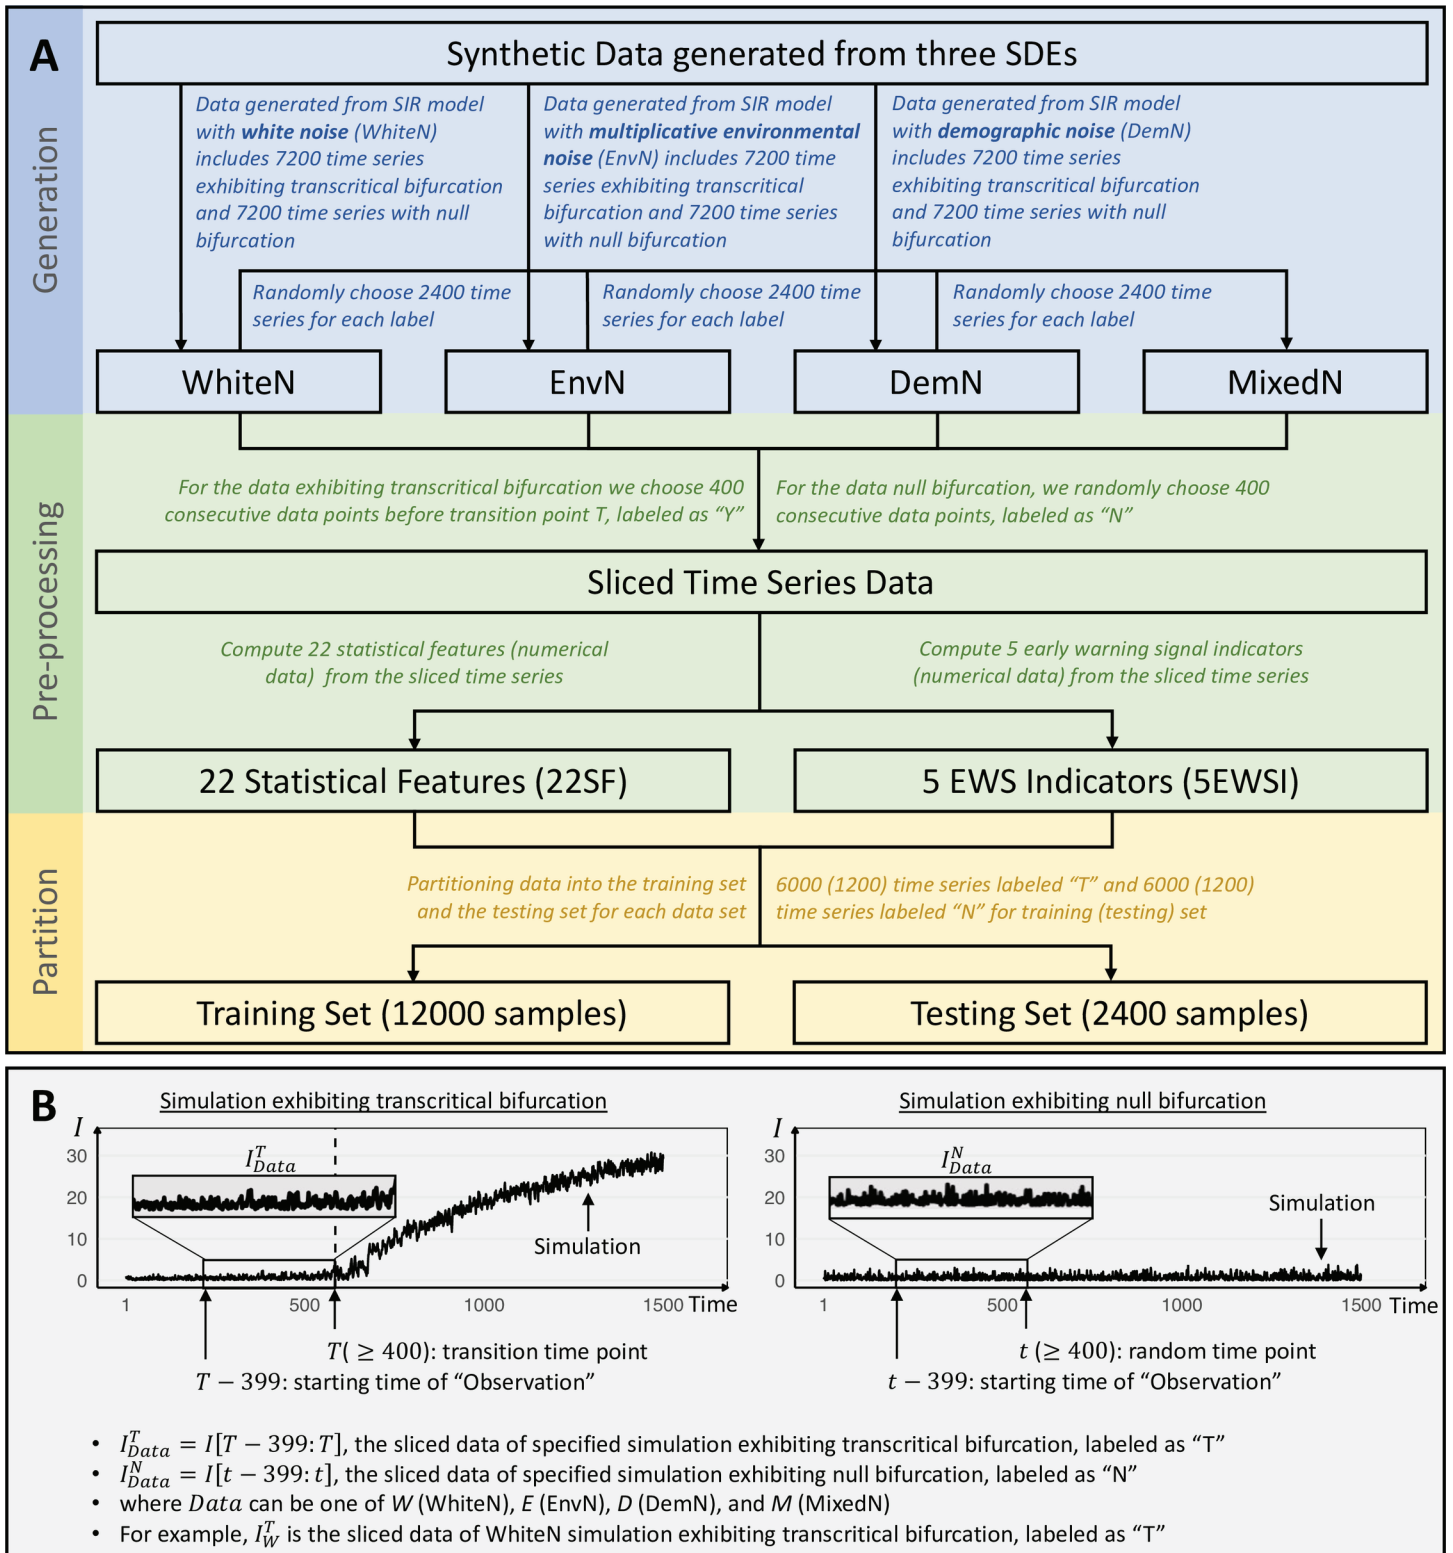 A
Synthetic Data generated from three SDEs
Generation
Data generated from SIR model
with white noise (WhiteN)
includes 7200 time series
exhibiting transcritical bifurcation
and 7200 time series with null
bifurcation
Data generated from SIR model
with multiplicative environmental
noise (EnvN) includes 7200 time
series exhibiting transcritical
bifurcation and 7200 time series
with null bifurcation
Data generated from SIR model
with demographic noise (DemN)
includes 7200 time series
exhibiting transcritical bifurcation
and 7200 time series with null
bifurcation
Randomly choose 2400 time
series for each label
Randomly choose 2400 time
series for each label
Randomly choose 2400 time
series for each label
WhiteN
EnvN
DemN
MixedN
Pre-processing
For the data exhibiting transcritical bifurcation we choose 400
consecutive data points before transition point T, labeled as “Y”
For the data null bifurcation, we randomly choose 400
consecutive data points, labeled as “N”
Sliced Time Series Data
Compute 22 statistical features (numerical
data) from the sliced time series
Compute 5 early warning signal indicators
(numerical data) from the sliced time series
22 Statistical Features (22SF)
5 EWS Indicators (5EWSI)
Partition
Partitioning data into the training set
and the testing set for each data set
6000 (1200) time series labeled “T” and 6000 (1200)
time series labeled “N” for training (testing) set
Training Set (12000 samples)
Testing Set (2400 samples)
B
Simulation exhibiting transcritical bifurcation
I
30
20
10
0
I^T_Data
Simulation
1 500 1000 1500 Time
T( ≥ 400): transition time point
T − 399: starting time of “Observation”
Simulation exhibiting null bifurcation
I
30
20
10
0
I^N_Data
Simulation
1 500 1000 1500 Time
t (≥ 400): random time point
t − 399: starting time of “Observation”
• I^T_Data = I[T − 399: T], the sliced data of specified simulation exhibiting transcritical bifurcation, labeled as “T”
• I^N_Data = I[t − 399: t], the sliced data of specified simulation exhibiting null bifurcation, labeled as “N”
• where Data can be one of W (WhiteN), E (EnvN), D (DemN), and M (MixedN)
• For example, I^T_W is the sliced data of WhiteN simulation exhibiting transcritical bifurcation, labeled as “T”